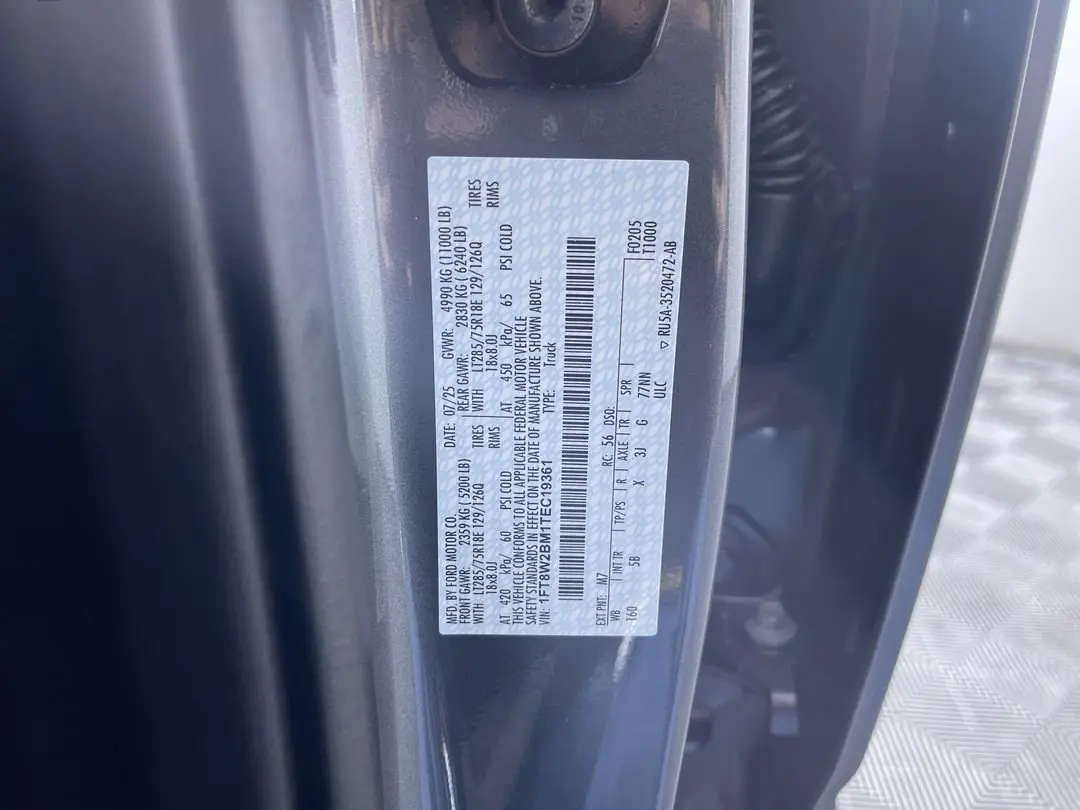 MFD. BY FORD MOTOR CO.
DATE: 07/25 GVWR: 4990 KG (11000 LB)
FRONT GAWR: 2359 KG ( 5200 LB) REAR GAWR: 2830 KG ( 6240 LB)
WITH LT285/75R18E 129/126Q TIRES WITH LT285/75R18E 129/126Q TIRES
18x8.0J RIMS 18x8.0J RIMS
AT 420 kPa/ 60 PSI COLD AT 450 kPa/ 65 PSI COLD
THIS VEHICLE CONFORMS TO ALL APPLICABLE FEDERAL MOTOR VEHICLE
SAFETY STANDARDS IN EFFECT ON THE DATE OF MANUFACTURE SHOWN ABOVE.
VIN: 1FT8W2BM1TEC19361 TYPE: Truck
EXT PNT: M7 RC: 56 DSO: F0205
WB INT TR TP/PS R AXLE TR SPR T1000
160 5B X 3J G 77NN
ULC ▽ RU5A-3520472-AB